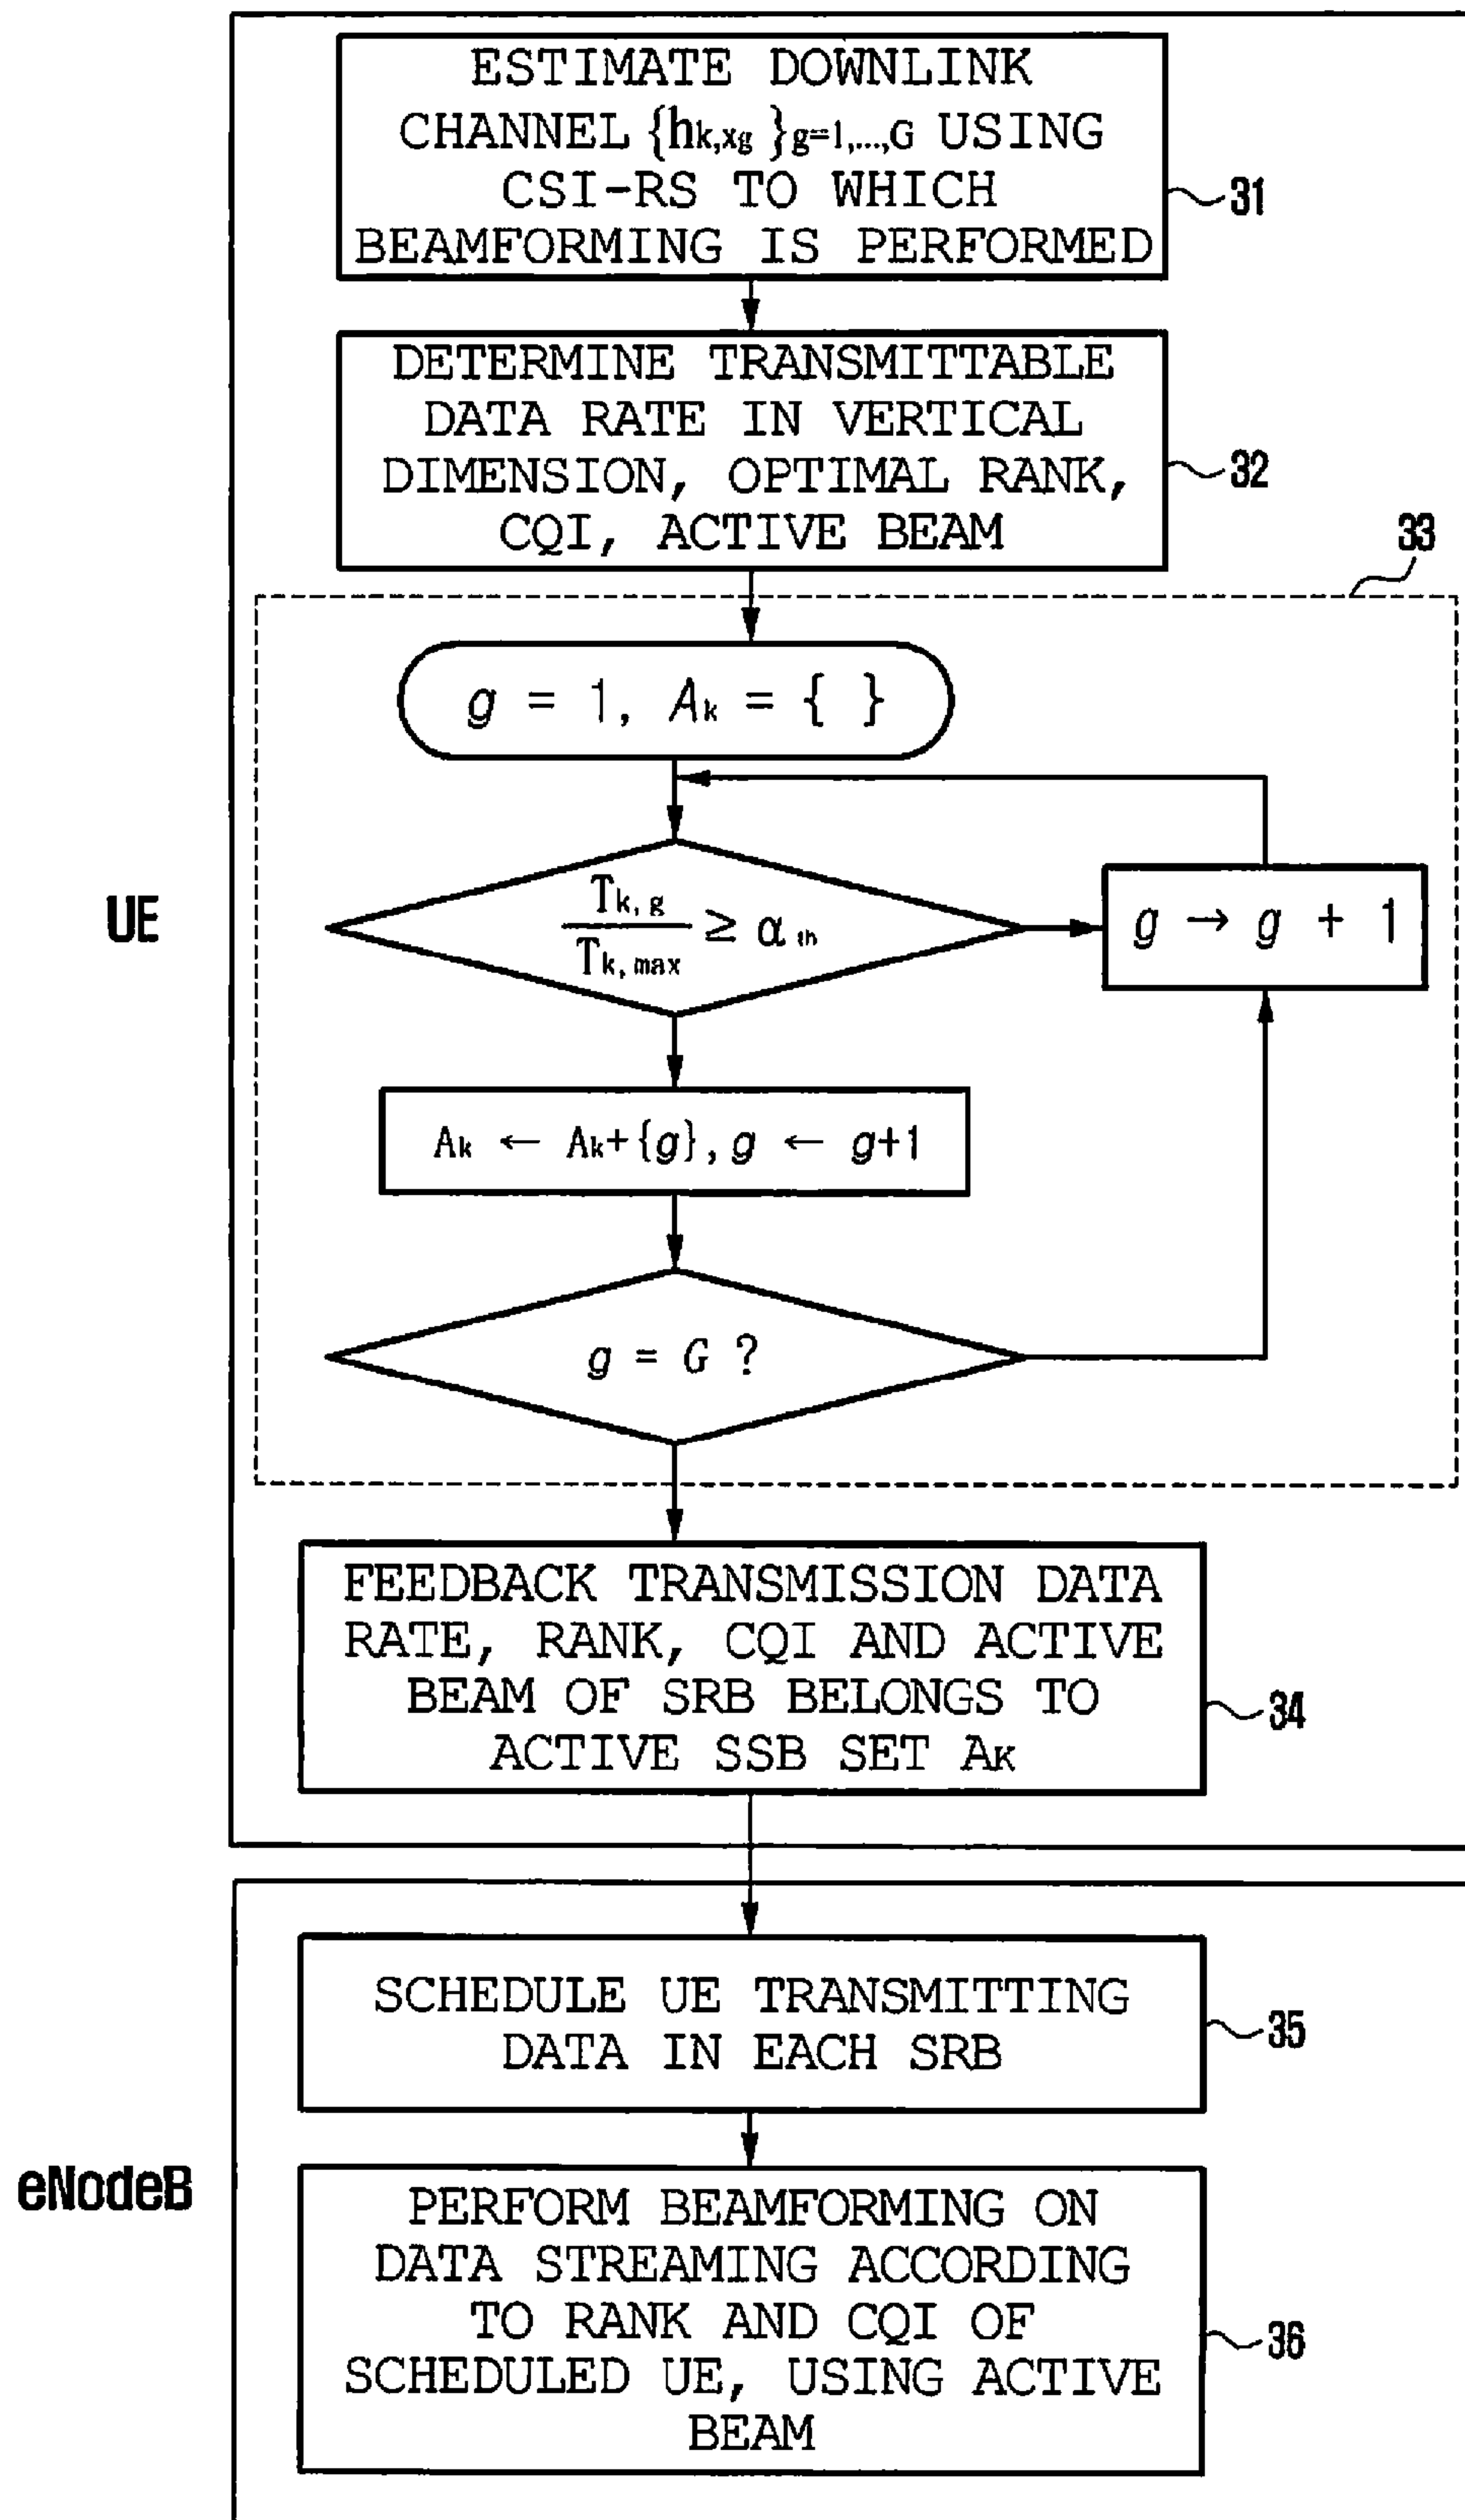 ESTIMATE DOWNLINK
CHANNEL {hk,xg }g=1,...,G USING
CSI-RS TO WHICH
BEAMFORMING IS PERFORMED
31
DETERMINE TRANSMITTABLE
DATA RATE IN VERTICAL
DIMENSION, OPTIMAL RANK,
CQI, ACTIVE BEAM
32
33
g = 1, Ak = { }
UE
Tk,g
Tk,max
≥ αth
g → g + 1
Ak ← Ak+{g}, g ← g+1
g = G ?
FEEDBACK TRANSMISSION DATA
RATE, RANK, CQI AND ACTIVE
BEAM OF SRB BELONGS TO
ACTIVE SSB SET AK
34
SCHEDULE UE TRANSMITTING
DATA IN EACH SRB
35
eNodeB
PERFORM BEAMFORMING ON
DATA STREAMING ACCORDING
TO RANK AND CQI OF
SCHEDULED UE, USING ACTIVE
BEAM
36